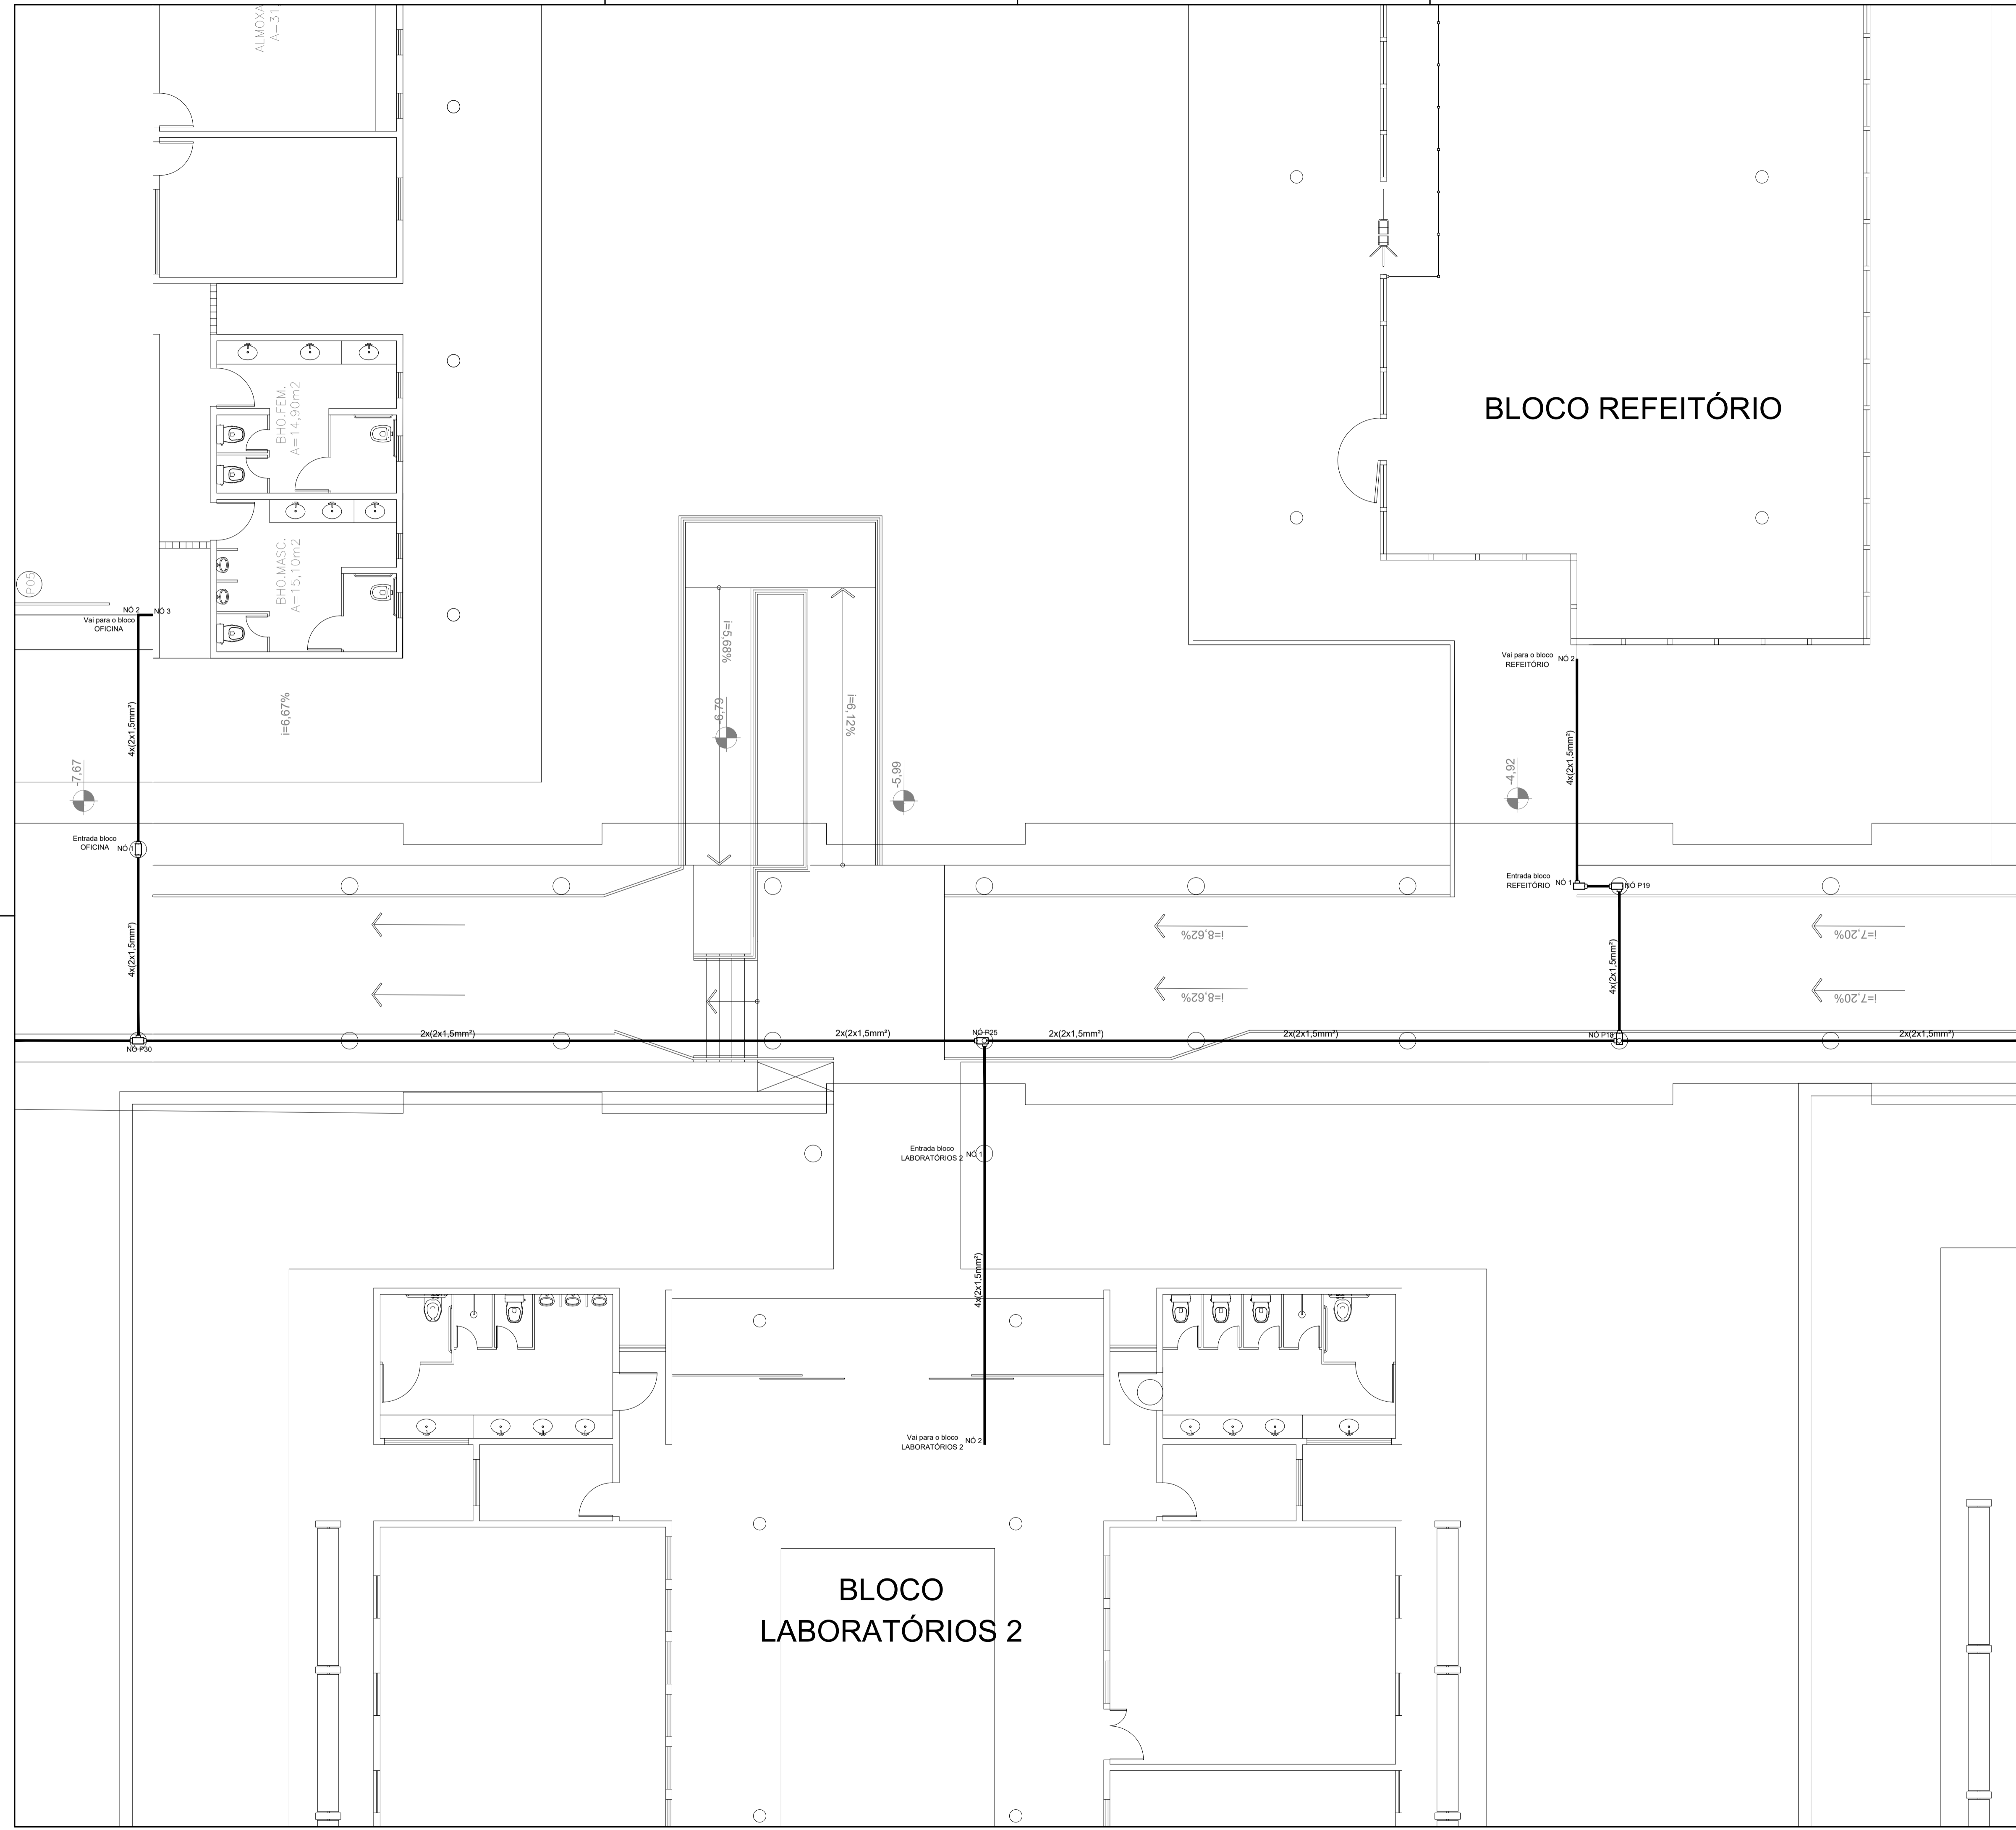 ALMOXA
A=31
BLOCO REFEITÓRIO
BHO.FEM.
A=14,90m2
BHO.MASC.
A=15,10m2
P05
NÓ 2
NÓ 3
Vai para o bloco
OFICINA
i=5,68%
-6,79
i=6,12%
i=6,67%
4x(2x1,5mm²)
-7,67
-5,99
-4,92
Vai para o bloco
REFEITÓRIO
NÓ 2
4x(2x1,5mm²)
Entrada bloco
OFICINA
NÓ 1
Entrada bloco
REFEITÓRIO
NÓ 1
NÓ P19
4x(2x1,5mm²)
i=8,62%
i=8,62%
4x(2x1,5mm²)
i=7,20%
i=7,20%
NÓ P30
2x(2x1,5mm²)
2x(2x1,5mm²)
NÓ P25
2x(2x1,5mm²)
2x(2x1,5mm²)
NÓ P18
2x(2x1,5mm²)
Entrada bloco
LABORATÓRIOS 2
NÓ 1
4x(2x1,5mm²)
Vai para o bloco
LABORATÓRIOS 2
NÓ 2
BLOCO
LABORATÓRIOS 2